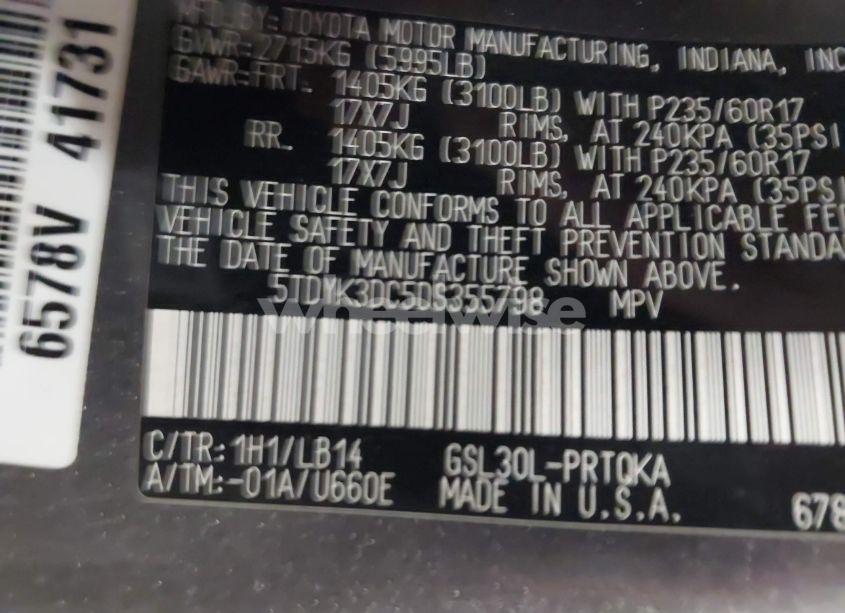 MFD. BY: TOYOTA MOTOR MANUFACTURING, INDIANA, INC
GVWR: 2715KG (5995LB)
GAWR: FRT. 1405KG (3100LB) WITH P235/60R17
17X7J RIMS, AT 240KPA (35PSI
RR. 1405KG (3100LB) WITH P235/60R17
17X7J RIMS, AT 240KPA (35PSI
THIS VEHICLE CONFORMS TO ALL APPLICABLE FED
VEHICLE SAFETY AND THEFT PREVENTION STANDA
THE DATE OF MANUFACTURE SHOWN ABOVE.
5TDYK3DC5DS355798 MPV
wheelwise
C/TR: 1H1/LB14 GSL30L-PRTQKA
A/TM: -01A/U660E MADE IN U.S.A.
678
6578V 41731